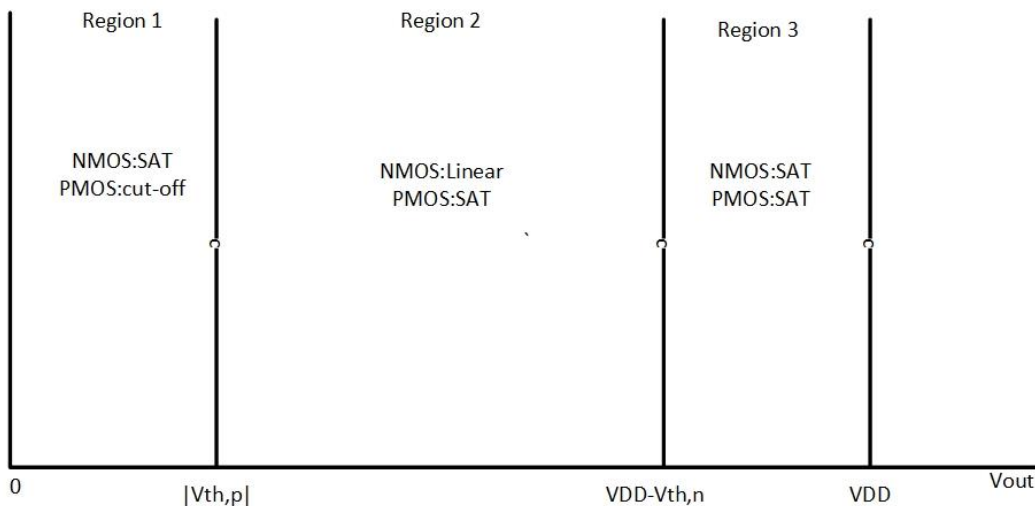 Region 1
Region 2
Region 3
NMOS:SAT
PMOS:cut-off
NMOS:Linear
PMOS:SAT
NMOS:SAT
PMOS:SAT
c
c
c
0
|Vth,p|
VDD-Vth,n
VDD
Vout